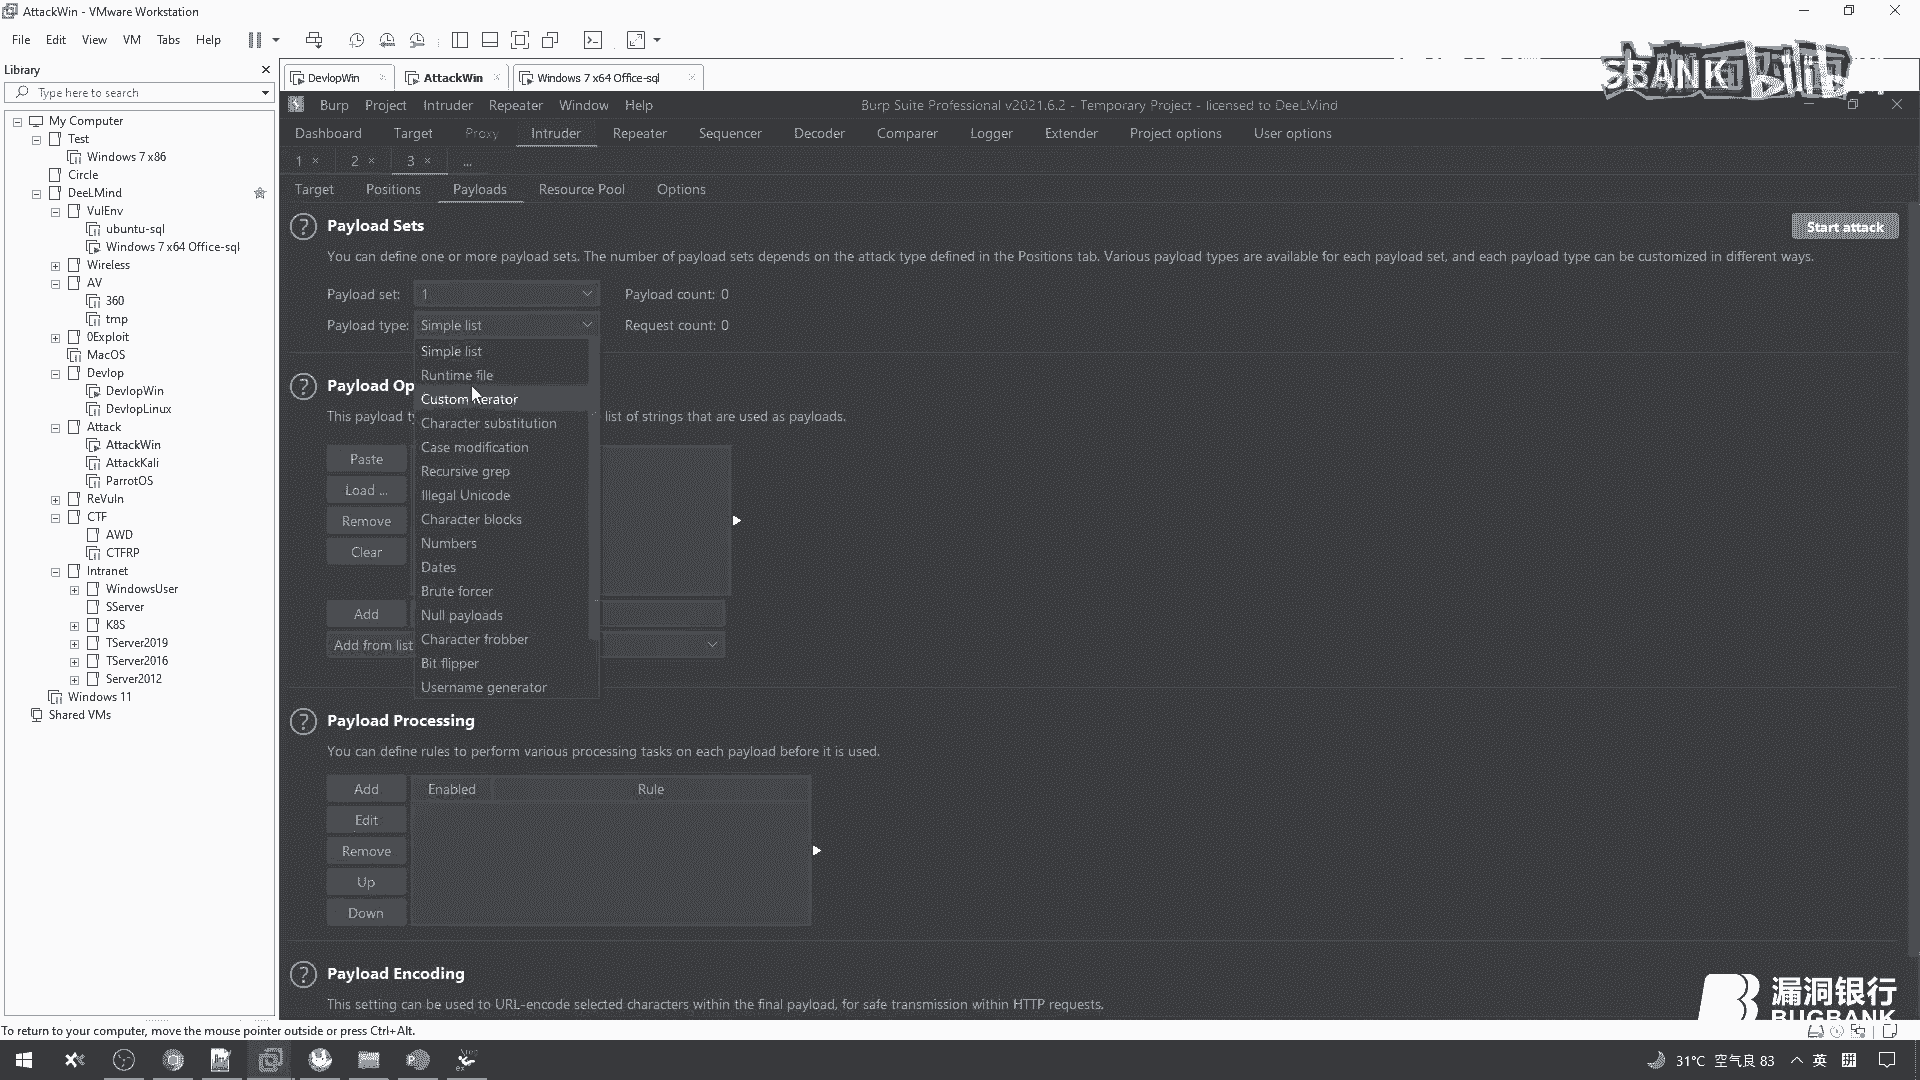 AttackWin - VMware Workstation
File Edit View VM Tabs Help
Library
Type here to search
My Computer
Test
Windows 7 x86
Circle
DeeLMind
VulEnv
ubuntu-sql
Windows 7 x64 Office-sql
Wireless
AV
360
tmp
0Exploit
MacOS
Devlop
DevlopWin
DevlopLinux
Attack
AttackWin
AttackKali
ParrotOS
ReVuln
CTF
AWD
CTFRP
Intranet
WindowsUser
SServer
K8S
TServer2019
TServer2016
Server2012
Windows 11
Shared VMs
DevlopWin AttackWin Windows 7 x64 Office-sql
Burp Project Intruder Repeater Window Help Burp Suite Professional v2021.6.2 - Temporary Project - licensed to DeeLMind
Dashboard Target Proxy Intruder Repeater Sequencer Decoder Comparer Logger Extender Project options User options
1 × 2 × 3 × ...
Target Positions Payloads Resource Pool Options
Payload Sets
Start attack
You can define one or more payload sets. The number of payload sets depends on the attack type defined in the Positions tab. Various payload types are available for each payload set, and each payload type can be customized in different ways.
Payload set: 1 Payload count: 0
Payload type: Simple list Request count: 0
Simple list
Runtime file
Custom iterator
Character substitution
Case modification
Recursive grep
Illegal Unicode
Character blocks
Numbers
Dates
Brute forcer
Null payloads
Character frobber
Bit flipper
Username generator
Payload Op
This payload ty list of strings that are used as payloads.
Paste
Load ...
Remove
Clear
Add
Add from list
Payload Processing
You can define rules to perform various processing tasks on each payload before it is used.
Add Enabled Rule
Edit
Remove
Up
Down
Payload Encoding
This setting can be used to URL-encode selected characters within the final payload, for safe transmission within HTTP requests.
漏洞银行
BUGBANK
To return to your computer, move the mouse pointer outside or press Ctrl+Alt.
31°C 空气良 83 英